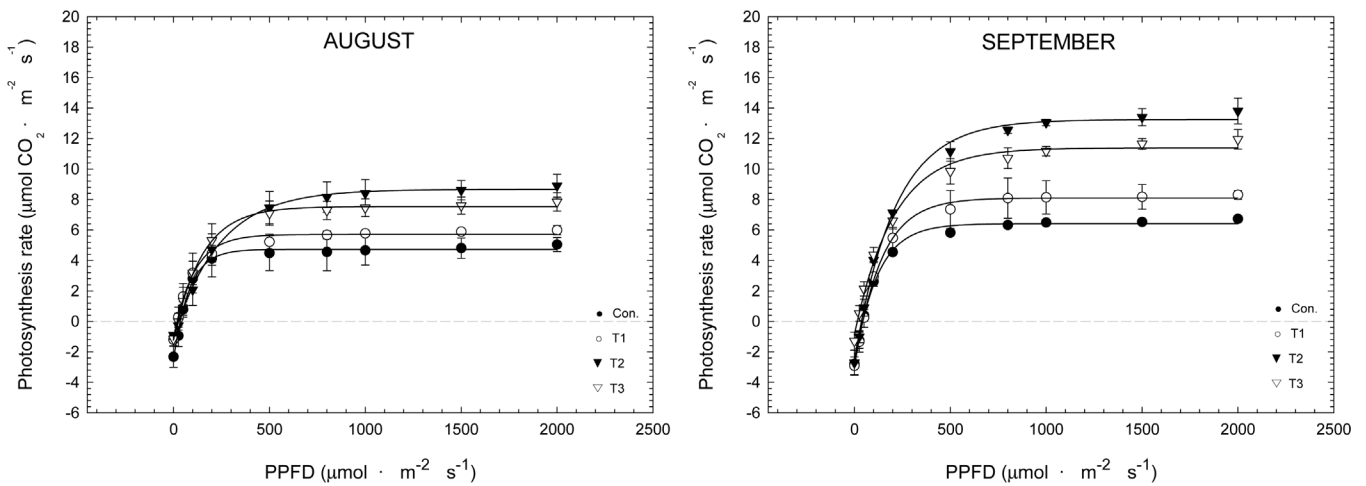 AUGUST
Photosynthesis rate (μmol CO2 · m-2 s-1)
20
18
16
14
12
10
8
6
4
2
0
-2
-4
-6
Con.
T1
T2
T3
0 500 1000 1500 2000 2500
PPFD (μmol · m-2 s-1)
SEPTEMBER
Photosynthesis rate (μmol CO2 · m-2 s-1)
20
18
16
14
12
10
8
6
4
2
0
-2
-4
-6
Con.
T1
T2
T3
0 500 1000 1500 2000 2500
PPFD (μmol · m-2 s-1)